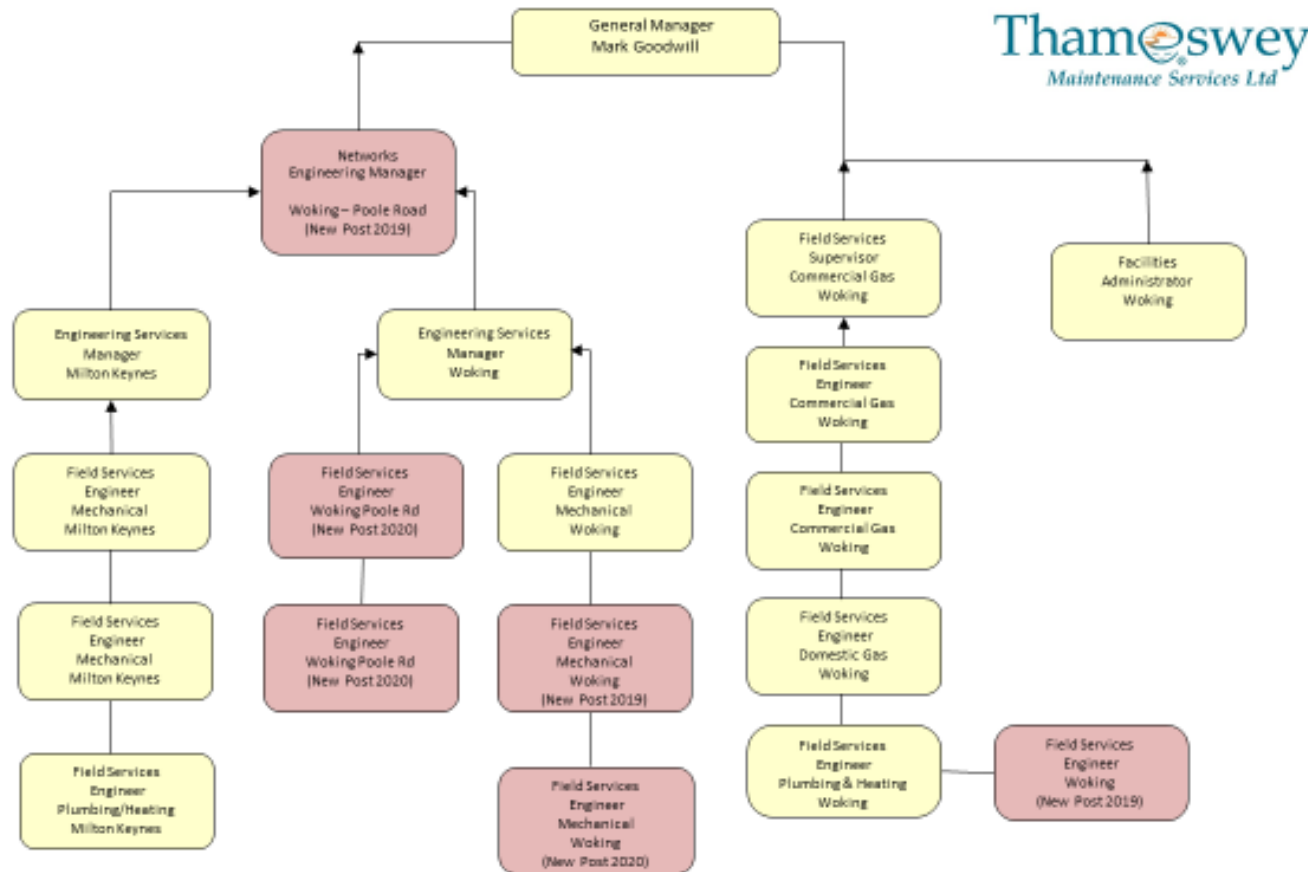 General Manager
Mark Goodwill
Thameswey
®
Maintenance Services Ltd
Networks
Engineering Manager
Woking – Poole Road
(New Post 2019)
Field Services
Supervisor
Commercial Gas
Woking
Facilities
Administrator
Woking
Engineering Services
Manager
Milton Keynes
Engineering Services
Manager
Woking
Field Services
Engineer
Commercial Gas
Woking
Field Services
Engineer
Mechanical
Milton Keynes
Field Services
Engineer
Woking Poole Rd
(New Post 2020)
Field Services
Engineer
Mechanical
Woking
Field Services
Engineer
Commercial Gas
Woking
Field Services
Engineer
Mechanical
Milton Keynes
Field Services
Engineer
Woking Poole Rd
(New Post 2020)
Field Services
Engineer
Mechanical
Woking
(New Post 2019)
Field Services
Engineer
Domestic Gas
Woking
Field Services
Engineer
Plumbing/Heating
Milton Keynes
Field Services
Engineer
Mechanical
Woking
(New Post 2020)
Field Services
Engineer
Plumbing & Heating
Woking
Field Services
Engineer
Woking
(New Post 2019)